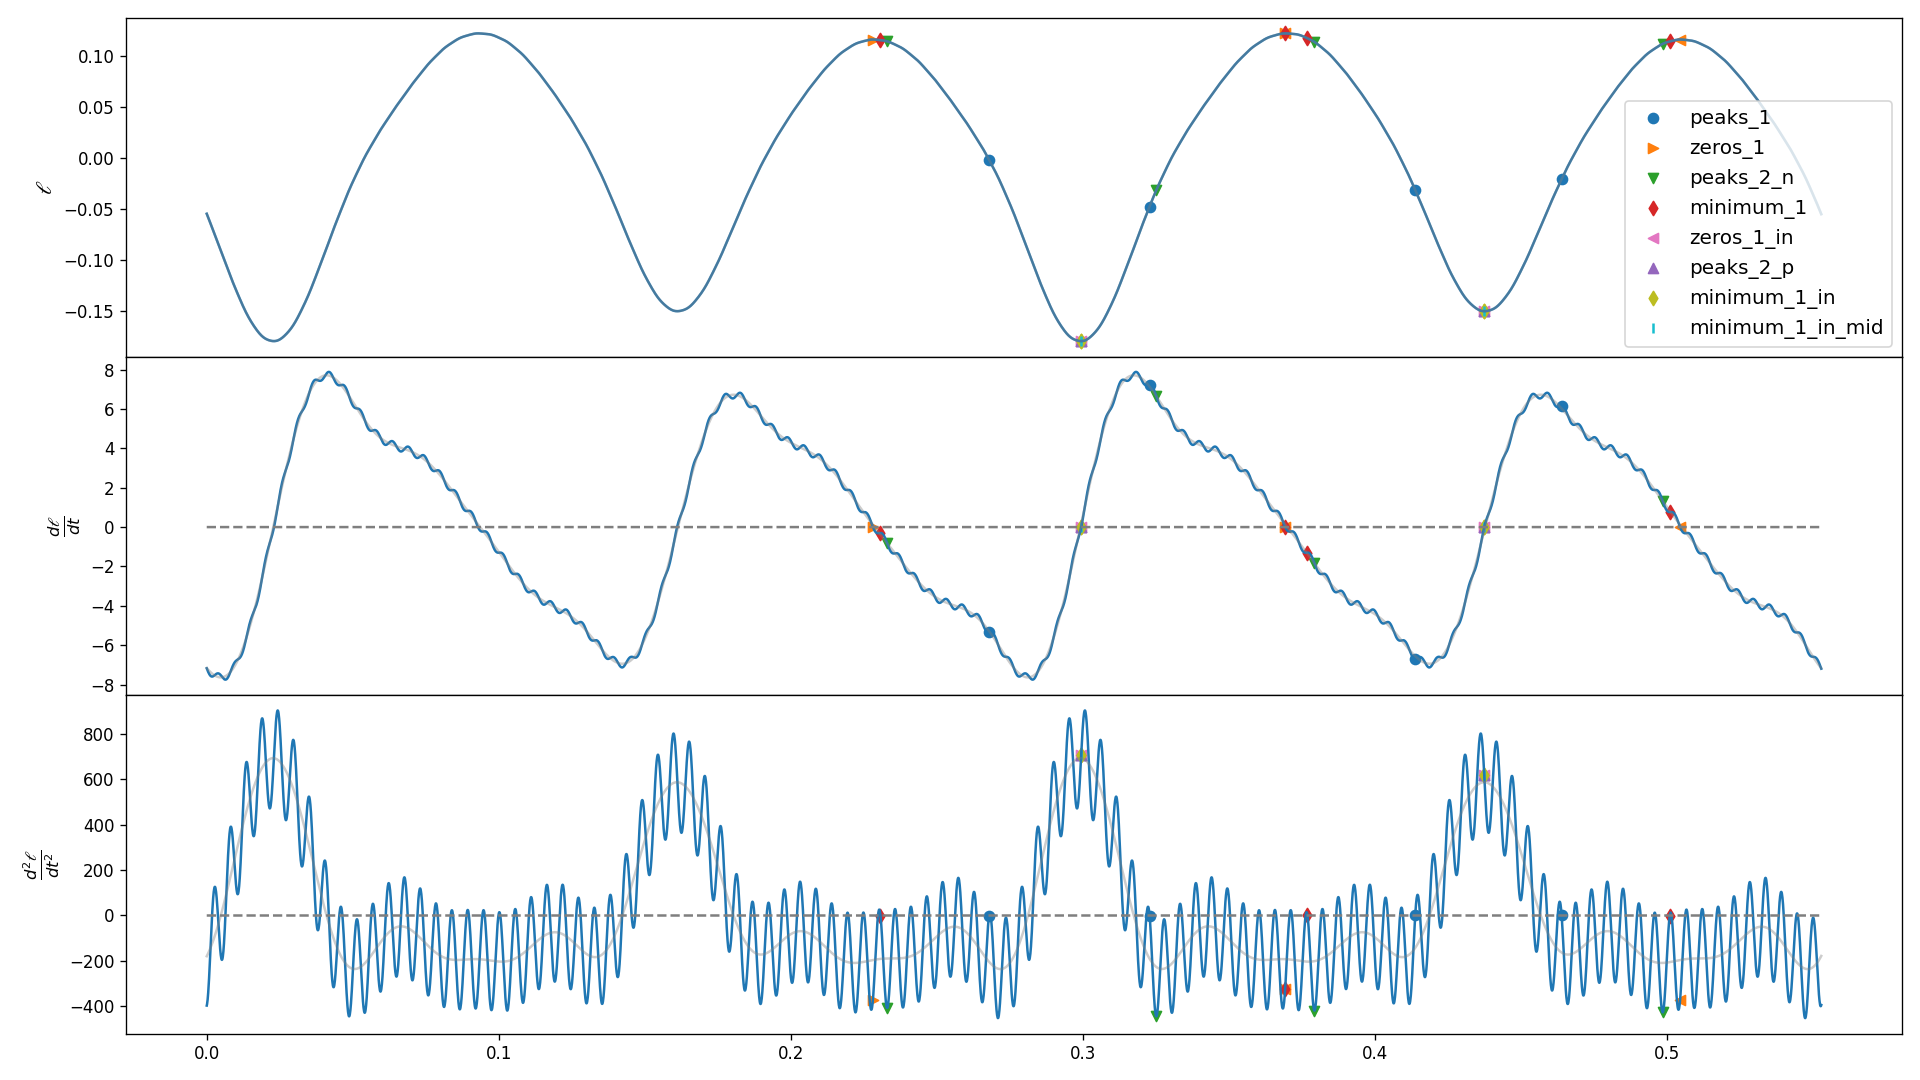 0.10
0.05
0.00
−0.05
−0.10
−0.15
ℓ
peaks_1
zeros_1
peaks_2_n
minimum_1
zeros_1_in
peaks_2_p
minimum_1_in
minimum_1_in_mid
8
6
4
2
0
−2
−4
−6
−8
dℓ
dt
800
600
400
200
0
−200
−400
d²ℓ
dt²
0.0 0.1 0.2 0.3 0.4 0.5